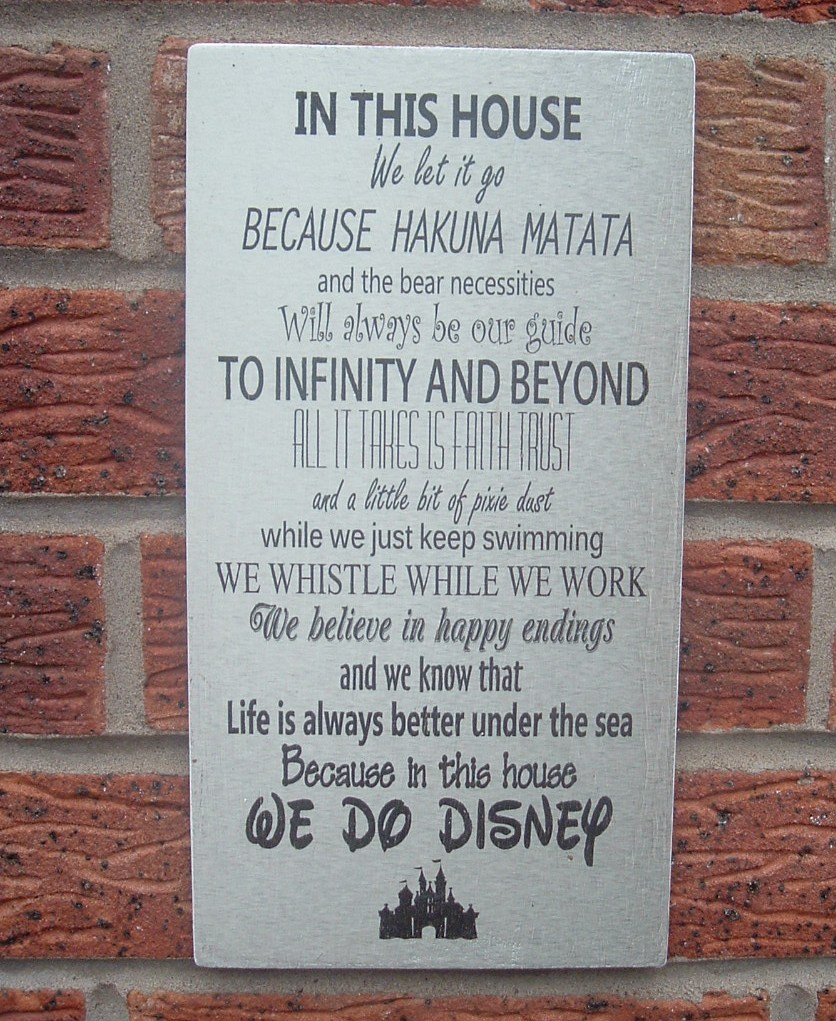 IN THIS HOUSE
We let it go
BECAUSE HAKUNA MATATA
and the bear necessities
Will always be our guide
TO INFINITY AND BEYOND
ALL IT TAKES IS FAITH TRUST
and a little bit of pixie dust
while we just keep swimming
WE WHISTLE WHILE WE WORK
We believe in happy endings
and we know that
Life is always better under the sea
Because in this house
WE DO DISNEY